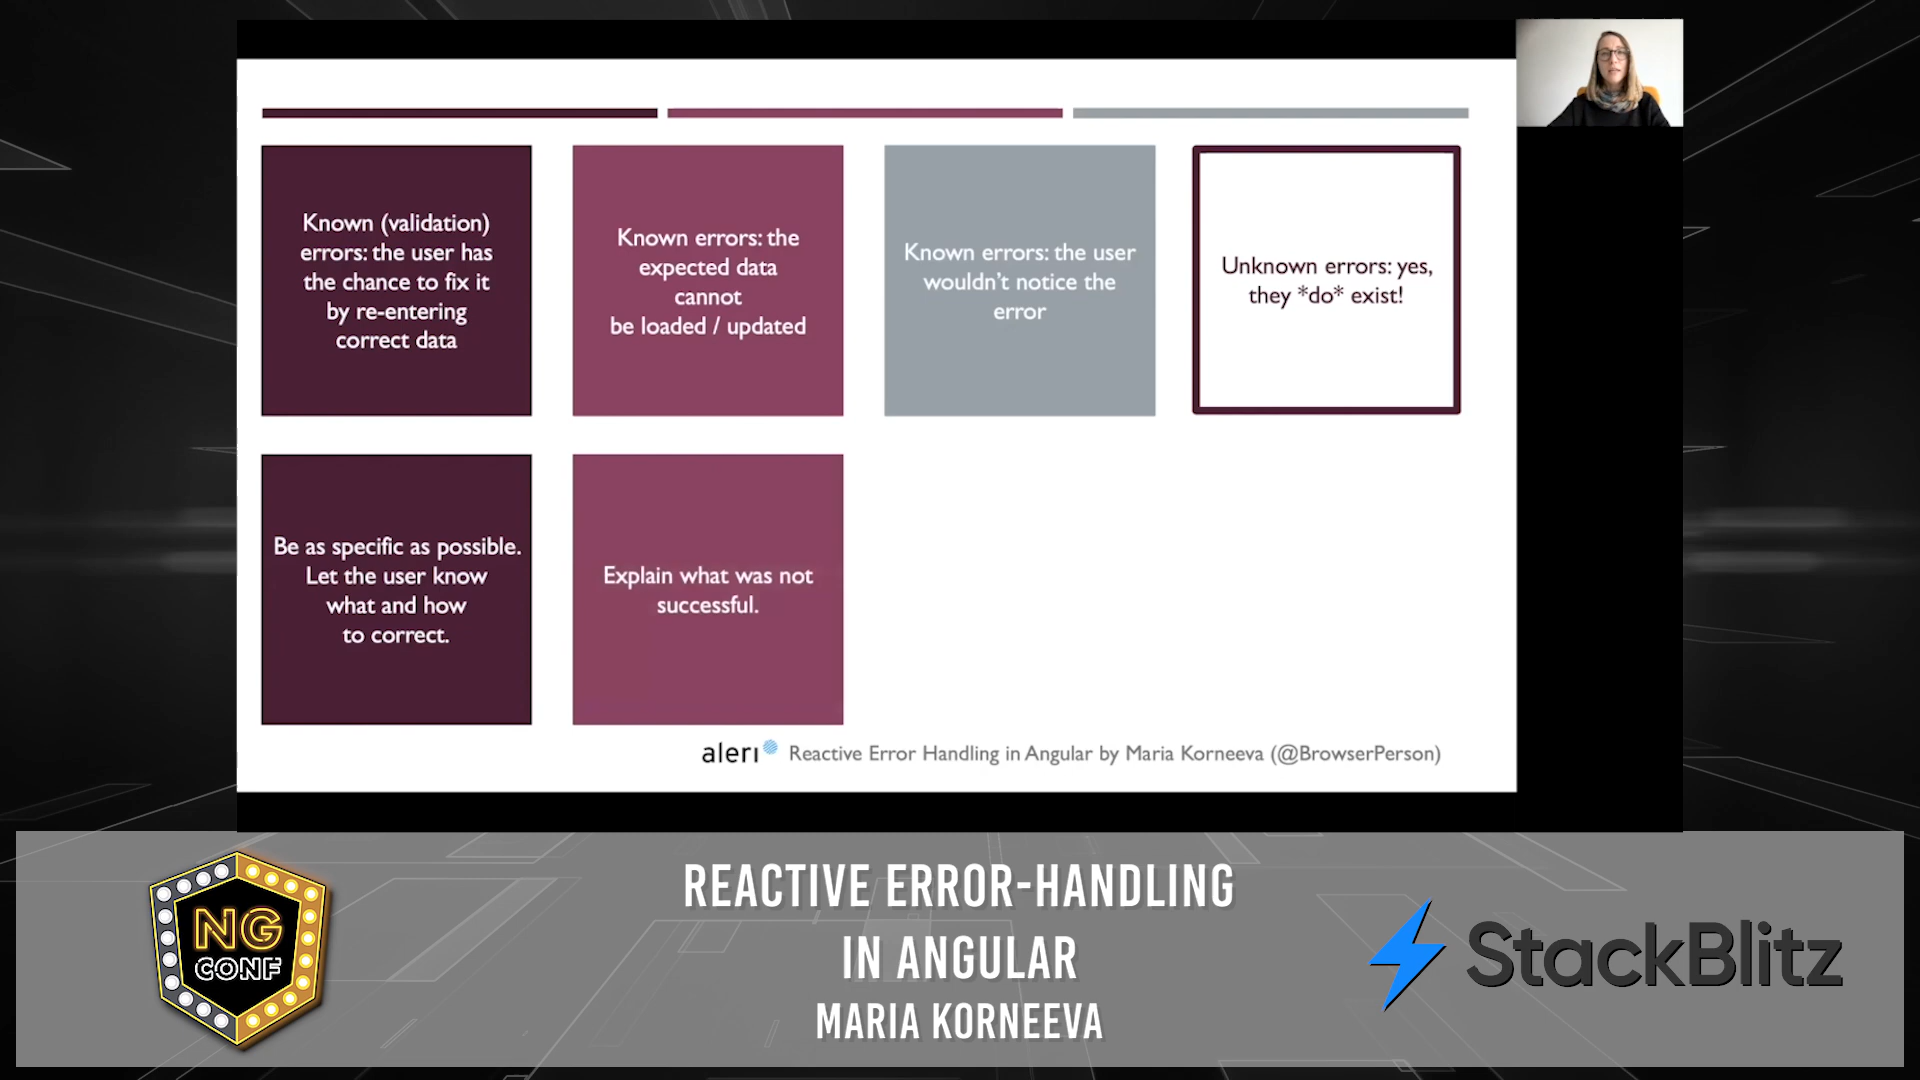 Known (validation)
errors: the user has
the chance to fix it
by re-entering
correct data
Known errors: the
expected data
cannot
be loaded / updated
Known errors: the user
wouldn't notice the
error
Unknown errors: yes,
they *do* exist!
Be as specific as possible.
Let the user know
what and how
to correct.
Explain what was not
successful.
aleri Reactive Error Handling in Angular by Maria Korneeva (@BrowserPerson)
NG
CONF
REACTIVE ERROR-HANDLING
IN ANGULAR
MARIA KORNEEVA
StackBlitz